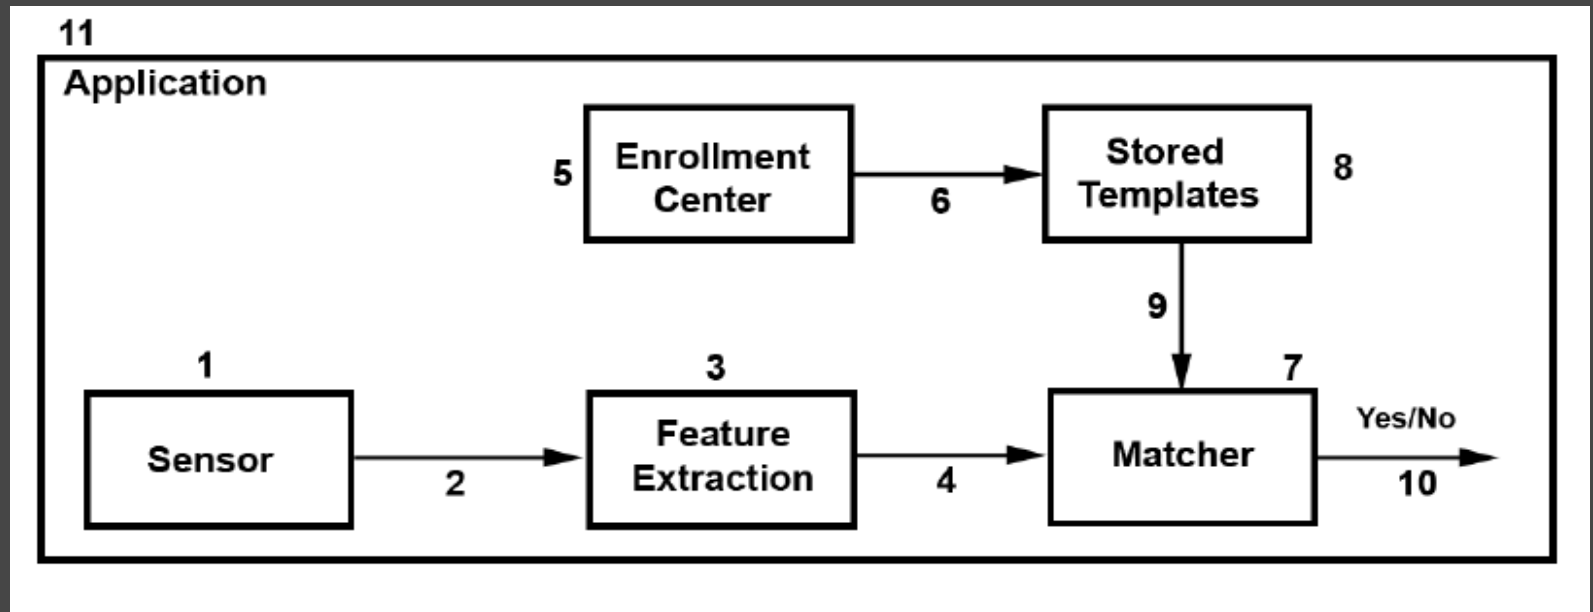 11
Application
5
Enrollment
Center
6
Stored
Templates
8
9
1
Sensor
2
3
Feature
Extraction
4
7
Matcher
Yes/No
10